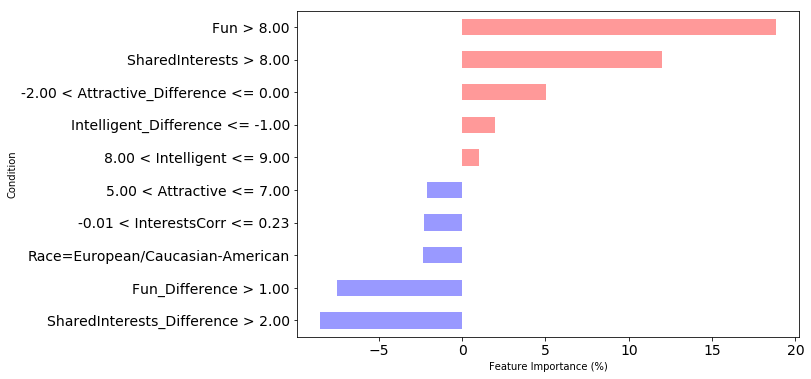 Fun > 8.00
SharedInterests > 8.00
-2.00 < Attractive_Difference <= 0.00
Intelligent_Difference <= -1.00
8.00 < Intelligent <= 9.00
5.00 < Attractive <= 7.00
-0.01 < InterestsCorr <= 0.23
Race=European/Caucasian-American
Fun_Difference > 1.00
SharedInterests_Difference > 2.00
Condition
−5 0 5 10 15 20
Feature Importance (%)